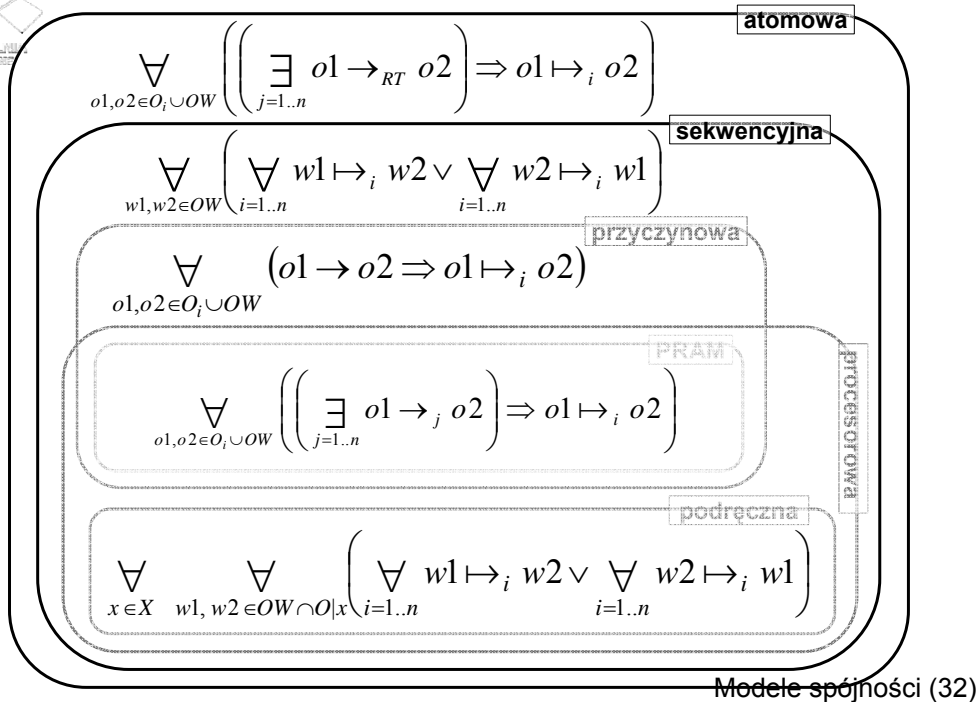 atomowa
∀ o1,o2∈O_i∪OW ((∃ j=1..n o1 →_RT o2) ⇒ o1 ↦_i o2)
sekwencyjna
∀ w1,w2∈OW (∀ i=1..n w1 ↦_i w2 ∨ ∀ i=1..n w2 ↦_i w1)
przyczynowa
∀ o1,o2∈O_i∪OW (o1 → o2 ⇒ o1 ↦_i o2)
PRAM
procesorowa
∀ o1,o2∈O_i∪OW ((∃ j=1..n o1 →_j o2) ⇒ o1 ↦_i o2)
podręczna
∀ x∈X ∀ w1, w2∈OW∩O|x (∀ i=1..n w1 ↦_i w2 ∨ ∀ i=1..n w2 ↦_i w1)
Modele spójności (32)